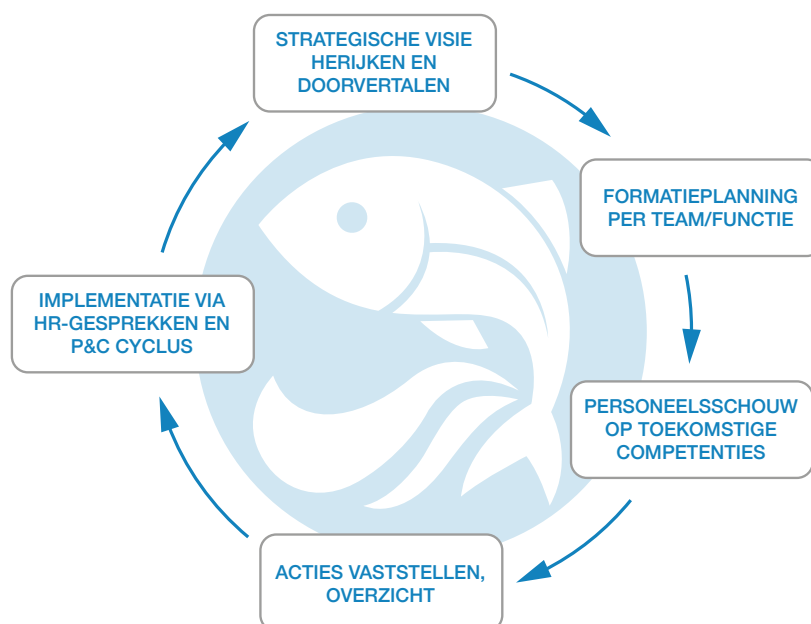 STRATEGISCHE VISIE
HERIJKEN EN
DOORVERTALEN
FORMATIEPLANNING
PER TEAM/FUNCTIE
PERSONEELSSCHOUW
OP TOEKOMSTIGE
COMPETENTIES
ACTIES VASTSTELLEN,
OVERZICHT
IMPLEMENTATIE VIA
HR-GESPREKKEN EN
P&C CYCLUS